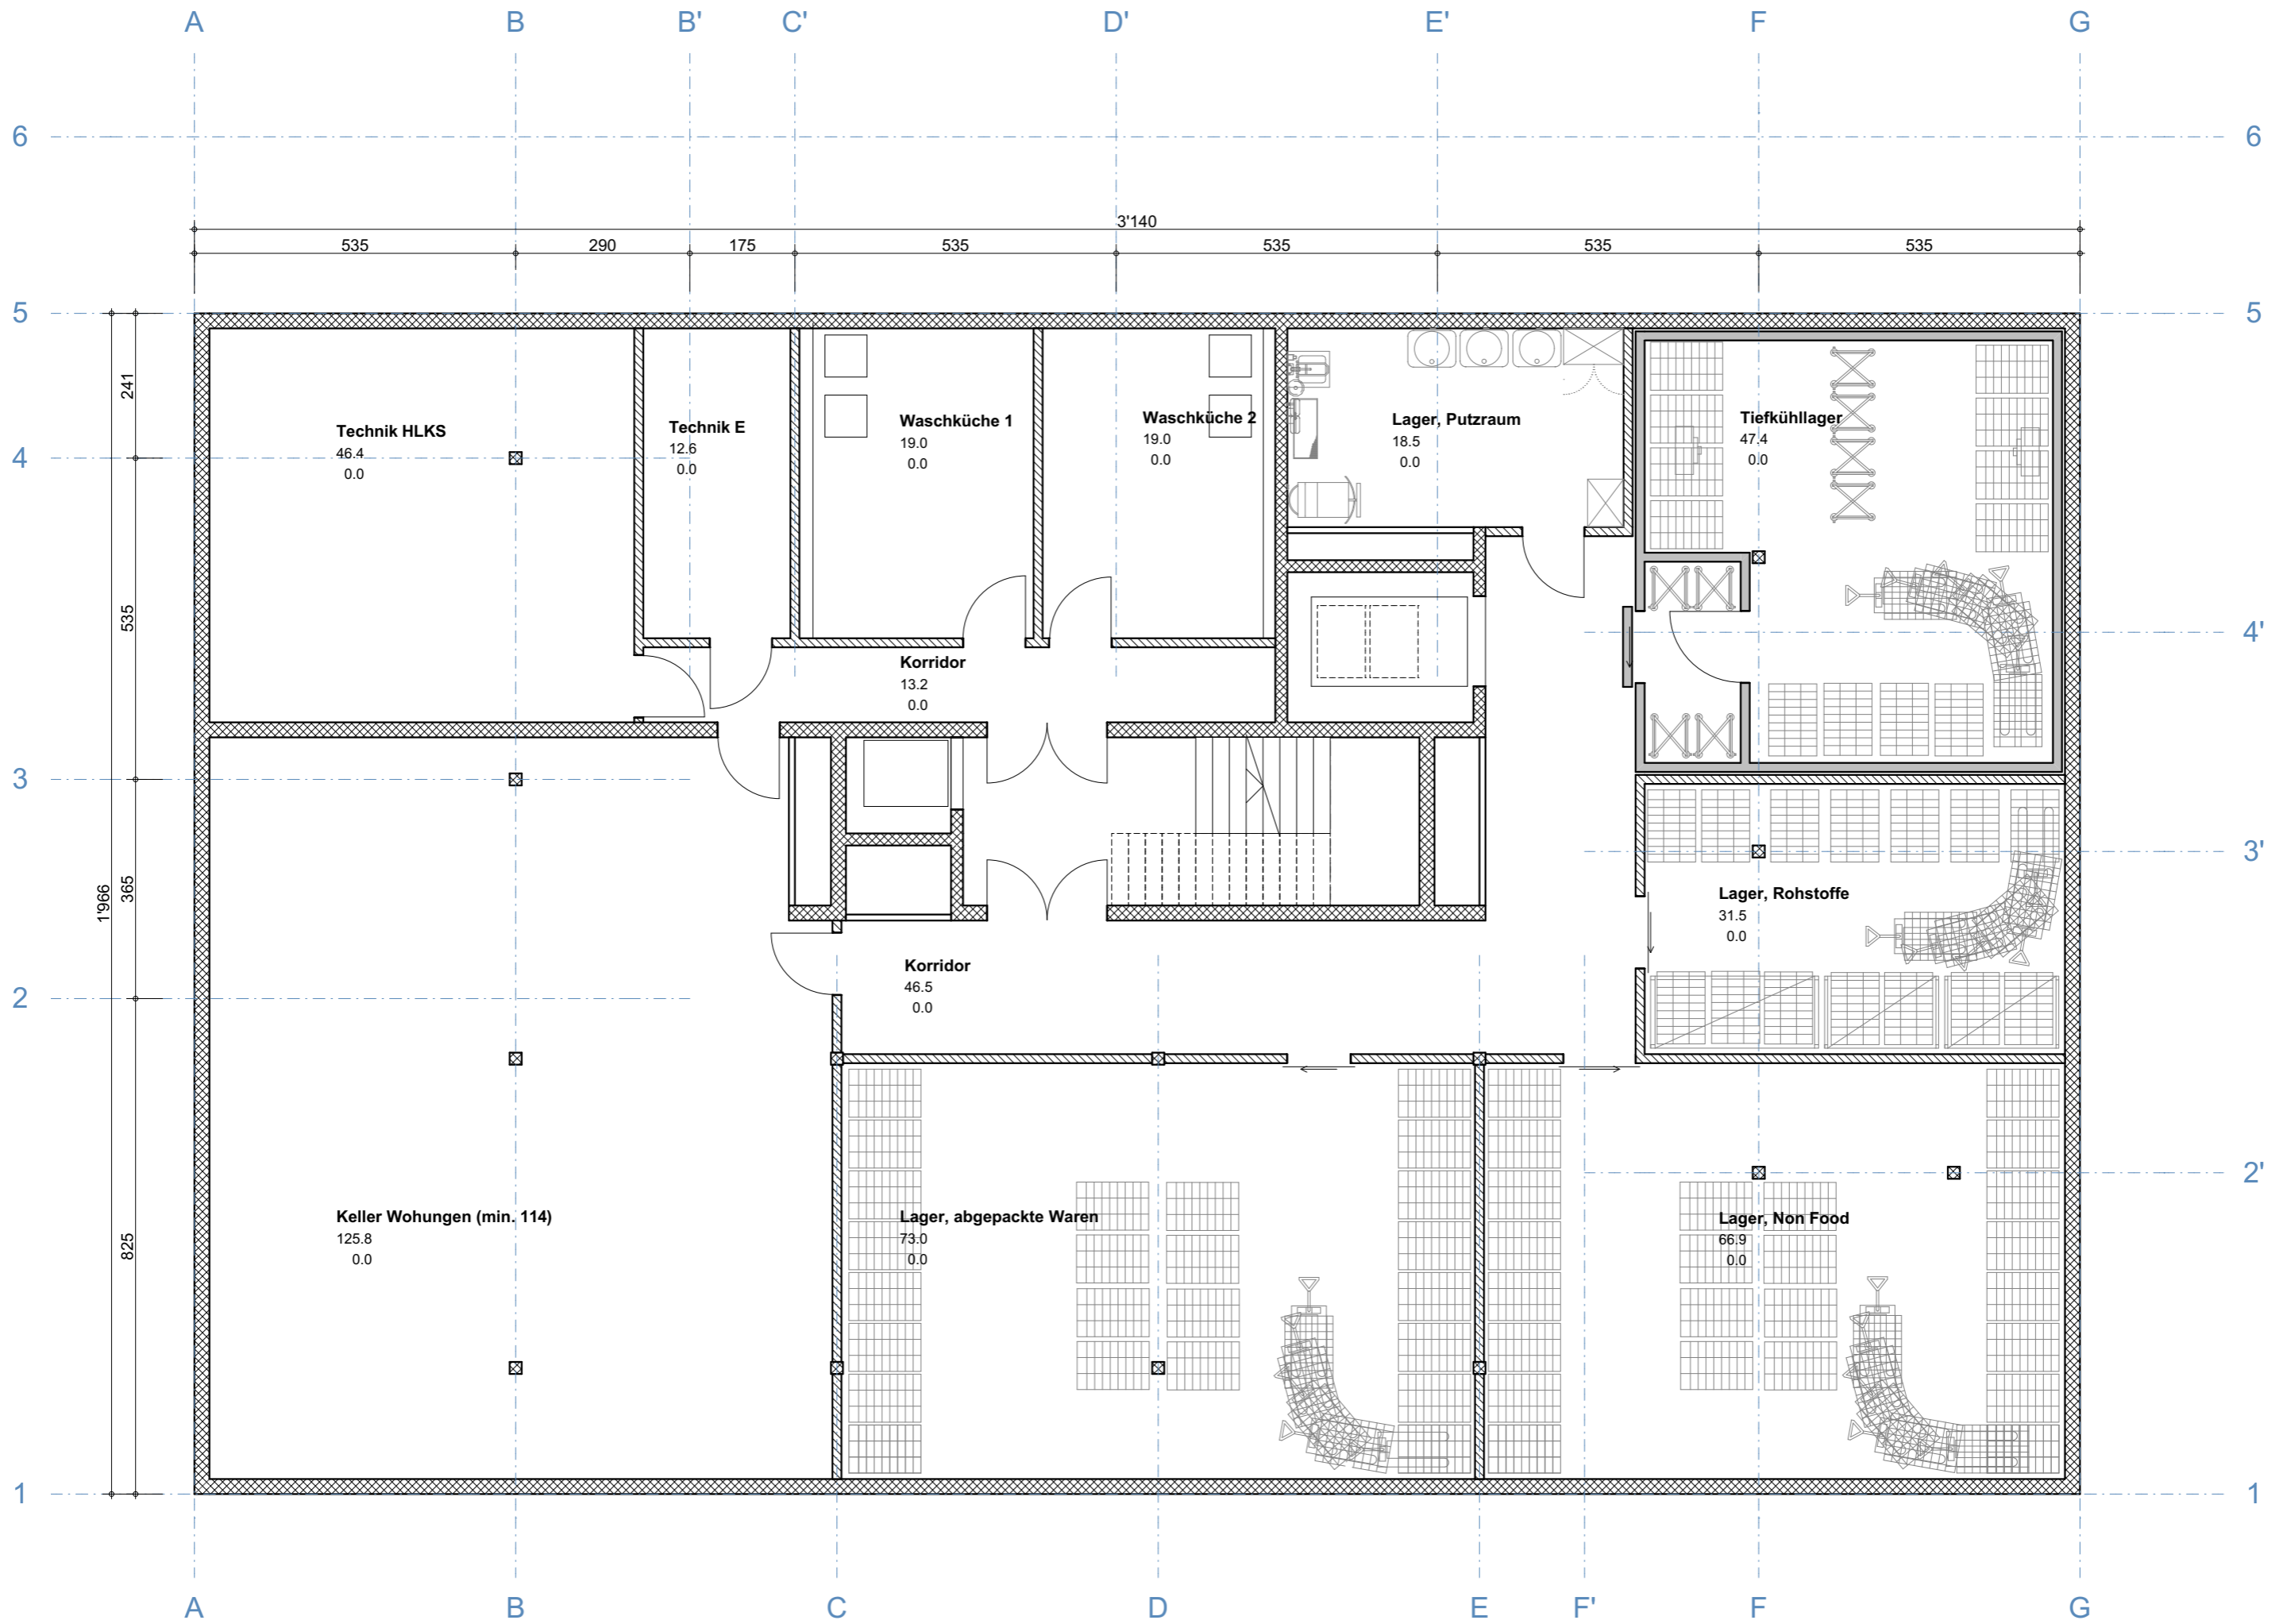 A B B' C' D' E' F G
6 6
3'140
535 290 175 535 535 535 535
5 5
241
Technik HLKS
46.4
0.0
Technik E
12.6
0.0
Waschküche 1
19.0
0.0
Waschküche 2
19.0
0.0
Lager, Putzraum
18.5
0.0
Tiefkühllager
47.4
0.0
4
535
4'
Korridor
13.2
0.0
3
3'
1'966
365
Lager, Rohstoffe
31.5
0.0
Korridor
46.5
0.0
2
2'
Keller Wohungen (min. 114)
125.8
0.0
Lager, abgepackte Waren
73.0
0.0
Lager, Non Food
66.9
0.0
825
1 1
A B C D E F' F G